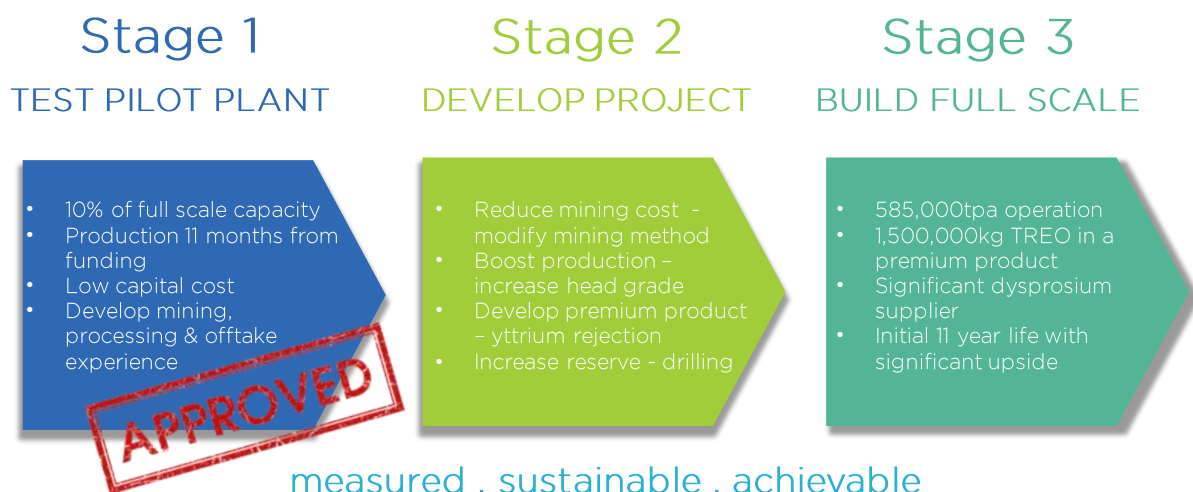 Stage 1
TEST PILOT PLANT
• 10% of full scale capacity
• Production 11 months from
funding
• Low capital cost
• Develop mining,
processing & offtake
experience
APPROVED
Stage 2
DEVELOP PROJECT
• Reduce mining cost -
modify mining method
• Boost production –
increase head grade
• Develop premium product
– yttrium rejection
• Increase reserve - drilling
Stage 3
BUILD FULL SCALE
• 585,000tpa operation
• 1,500,000kg TREO in a
premium product
• Significant dysprosium
supplier
• Initial 11 year life with
significant upside
measured . sustainable . achievable